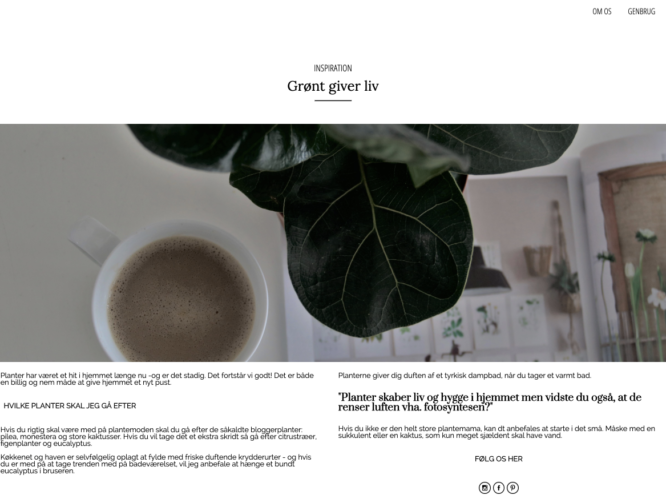 OM OS GENBRUG
INSPIRATION
Grønt giver liv
Planter har været et hit i hjemmet længe nu -og er det stadig. Det fortstår vi godt! Det er både
en billig og nem måde at give hjemmet et nyt pust.
HVILKE PLANTER SKAL JEG GÅ EFTER
Hvis du rigtig skal være med på plantemoden skal du gå efter de såkaldte bloggerplanter:
pilea, monestera og store kaktusser. Hvis du vil tage det et ekstra skridt så gå efter citrustræer,
figenplanter og eucalyptus.
Køkkenet og haven er selvfølgelig oplagt at fylde med friske duftende krydderurter - og hvis
du er med på at tage trenden med på badeværelset, vil jeg anbefale at hænge et bundt
eucalyptus i bruseren.
Planterne giver dig duften af et tyrkisk dampbad, når du tager et varmt bad.
"Planter skaber liv og hygge i hjemmet men vidste du også, at de
renser luften vha. fotosyntesen?"
Hvis du ikke er den helt store plantemama, kan dt anbefales at starte i det små. Måske med en
sukkulent eller en kaktus, som kun meget sjældent skal have vand.
FØLG OS HER